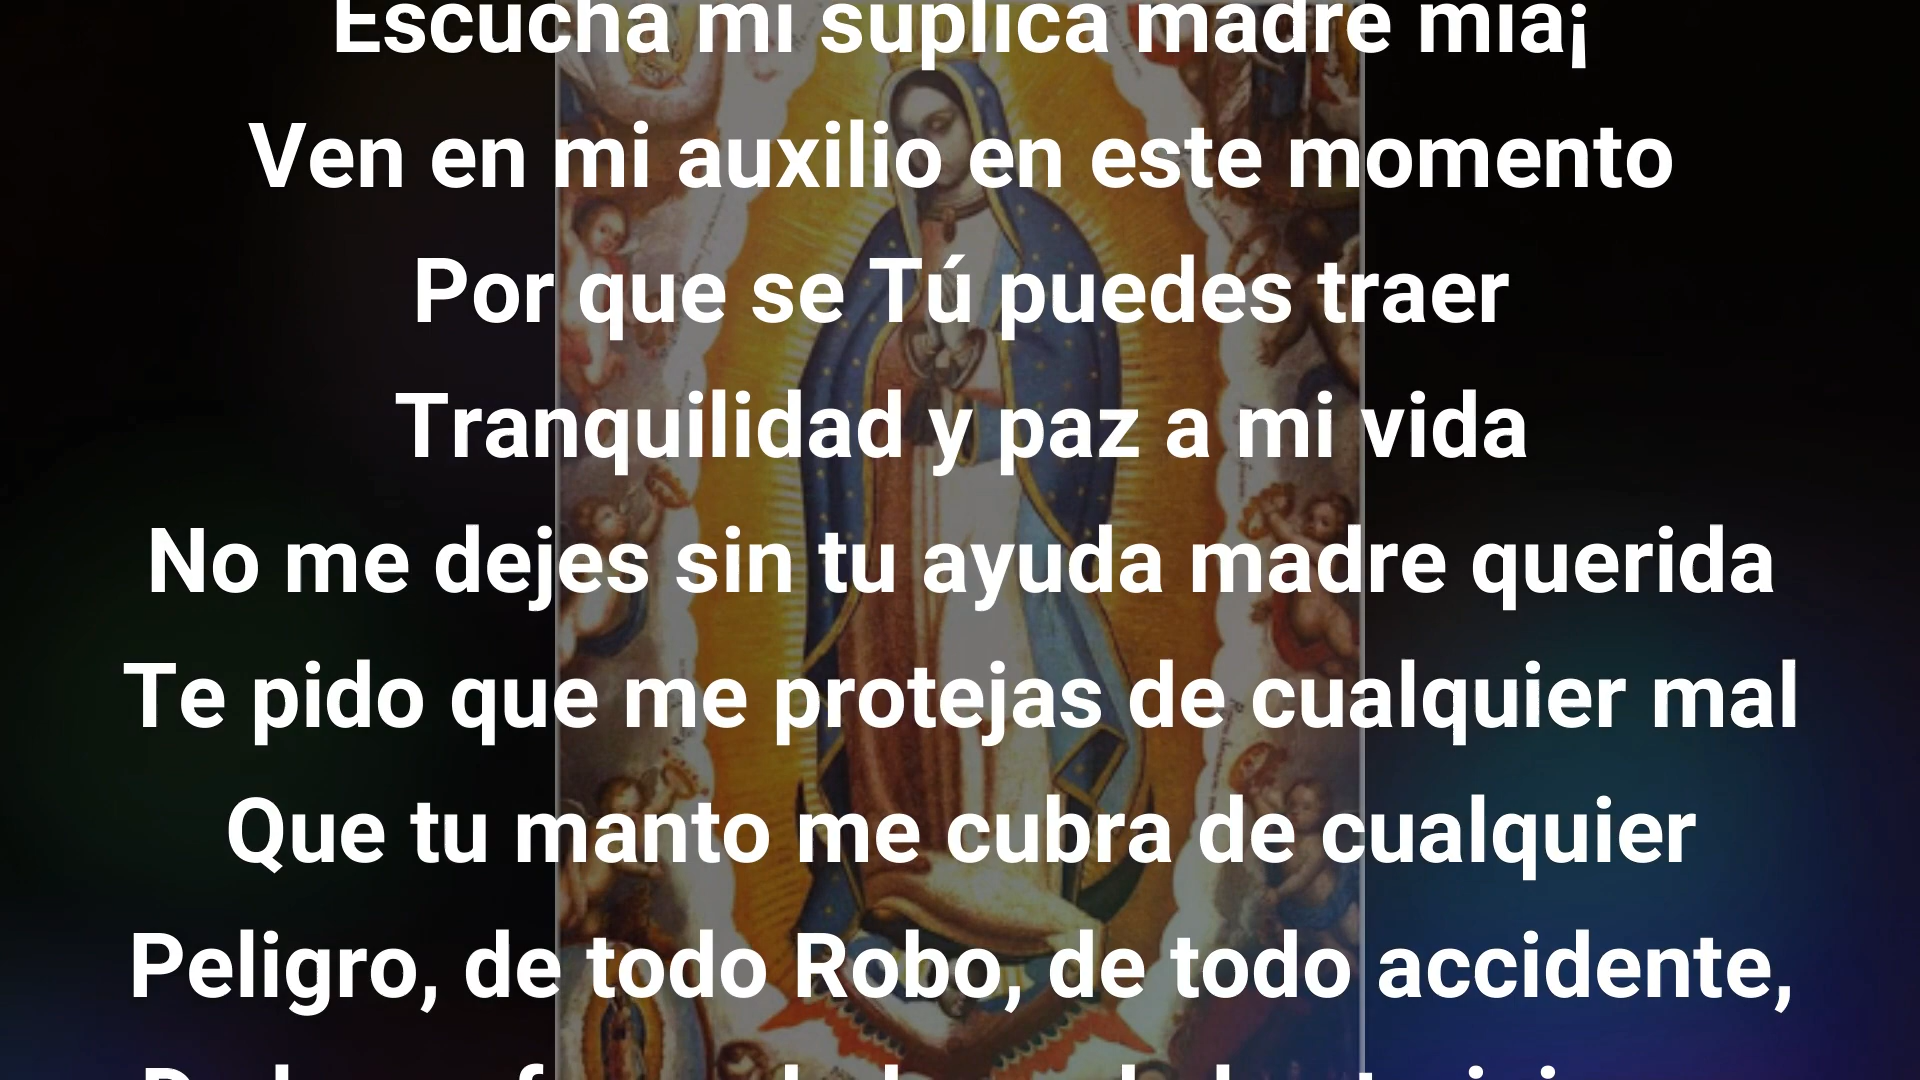 Escucha mi suplica madre mia¡
Ven en mi auxilio en este momento
Por que se Tú puedes traer
Tranquilidad y paz a mi vida
No me dejes sin tu ayuda madre querida
Te pido que me protejas de cualquier mal
Que tu manto me cubra de cualquier
Peligro, de todo Robo, de todo accidente,